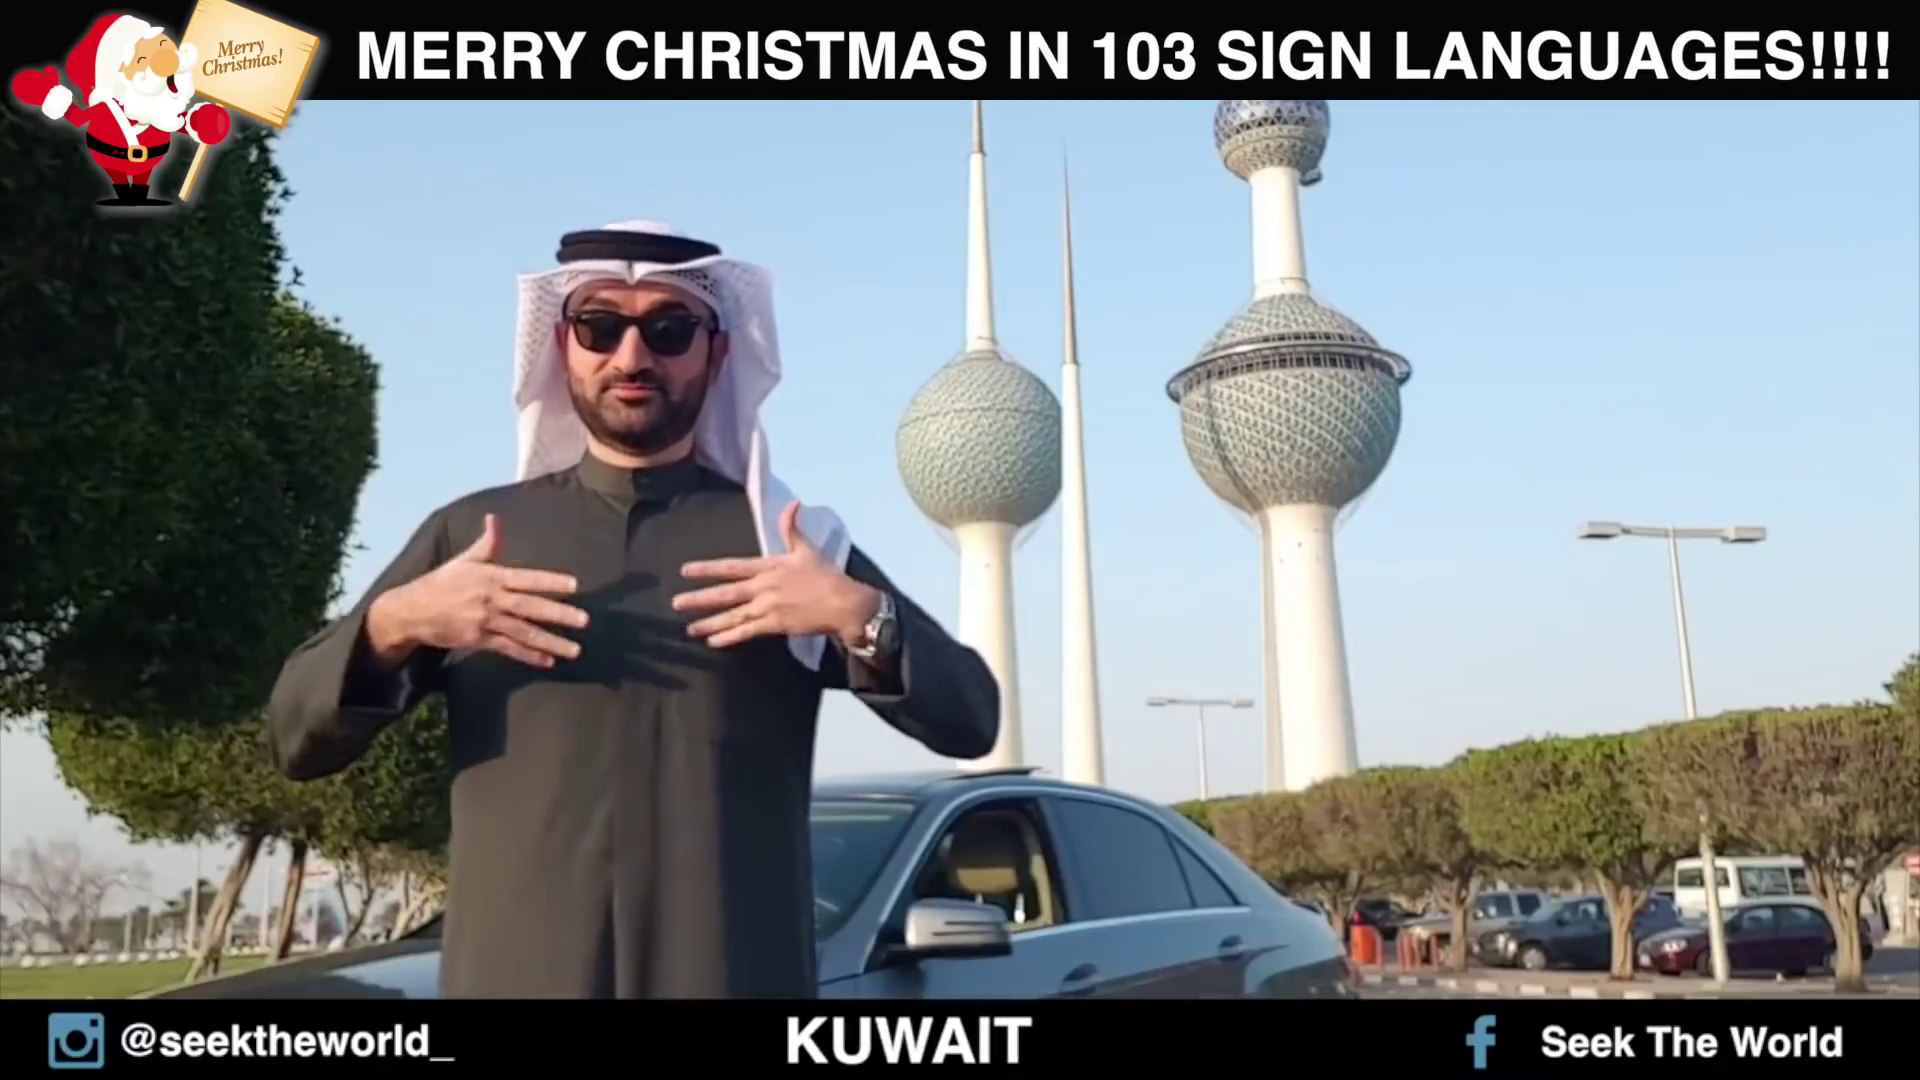 Merry
Christmas!
MERRY CHRISTMAS IN 103 SIGN LANGUAGES!!!!
@seektheworld_
KUWAIT
Seek The World